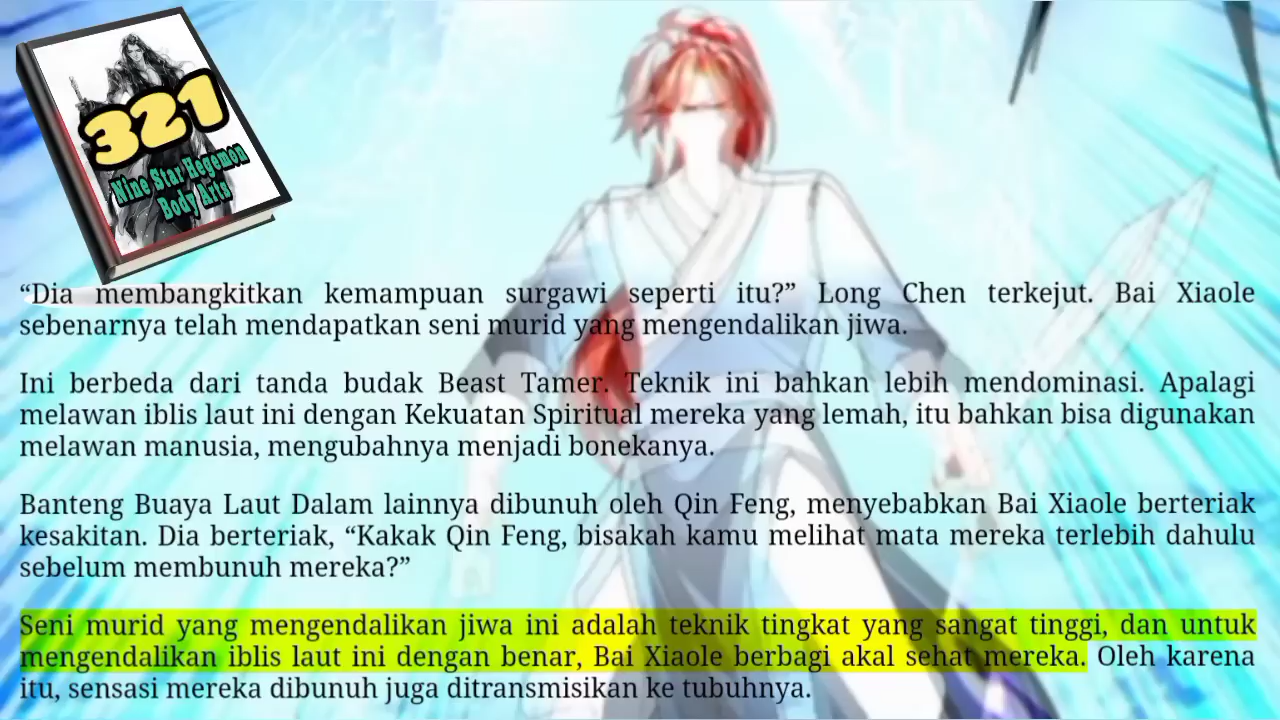 321
Nine Star Hegemon
Body Arts
“Dia membangkitkan kemampuan surgawi seperti itu?” Long Chen terkejut. Bai Xiaole
sebenarnya telah mendapatkan seni murid yang mengendalikan jiwa.
Ini berbeda dari tanda budak Beast Tamer. Teknik ini bahkan lebih mendominasi. Apalagi
melawan iblis laut ini dengan Kekuatan Spiritual mereka yang lemah, itu bahkan bisa digunakan
melawan manusia, mengubahnya menjadi bonekanya.
Banteng Buaya Laut Dalam lainnya dibunuh oleh Qin Feng, menyebabkan Bai Xiaole berteriak
kesakitan. Dia berteriak, “Kakak Qin Feng, bisakah kamu melihat mata mereka terlebih dahulu
sebelum membunuh mereka?”
Seni murid yang mengendalikan jiwa ini adalah teknik tingkat yang sangat tinggi, dan untuk
mengendalikan iblis laut ini dengan benar, Bai Xiaole berbagi akal sehat mereka. Oleh karena
itu, sensasi mereka dibunuh juga ditransmisikan ke tubuhnya.